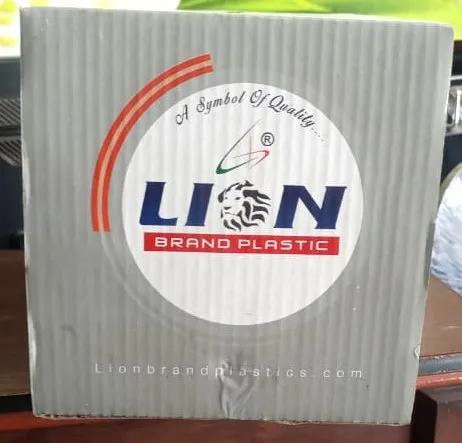 A Symbol Of Quality....
®
LION
BRAND PLASTIC
Lionbrandplastics.com